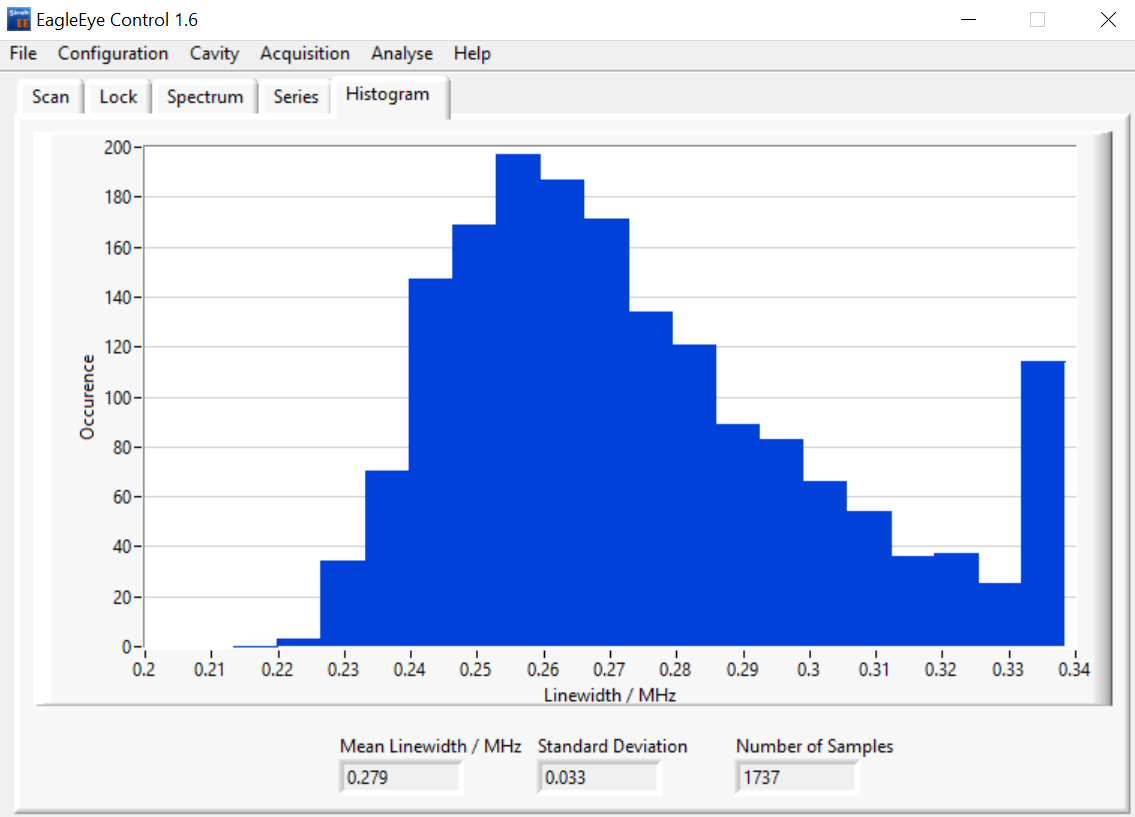 EagleEye Control 1.6
File Configuration Cavity Acquisition Analyse Help
Scan Lock Spectrum Series Histogram
200
180
160
140
120
100
80
60
40
20
0
Occurence
0.2 0.21 0.22 0.23 0.24 0.25 0.26 0.27 0.28 0.29 0.3 0.31 0.32 0.33 0.34
Linewidth / MHz
Mean Linewidth / MHz Standard Deviation Number of Samples
0.279 0.033 1737